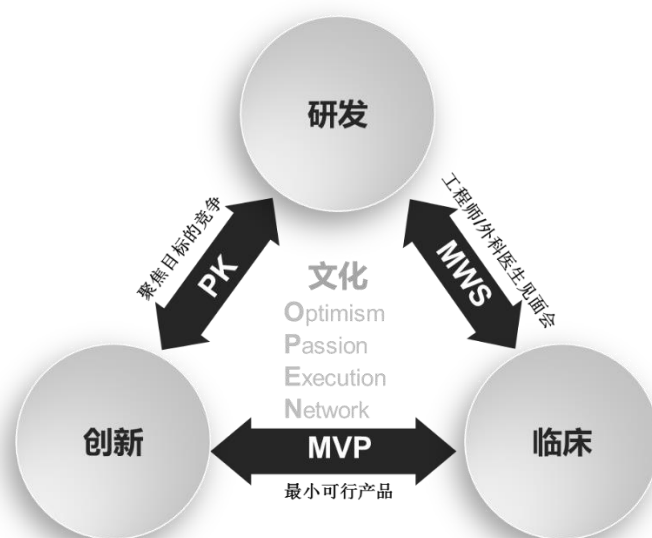 研发
聚焦目标的竞争
PK
工程师/外科医生见面会
MWS
文化
Optimism
Passion
Execution
Network
创新
MVP
临床
最小可行产品